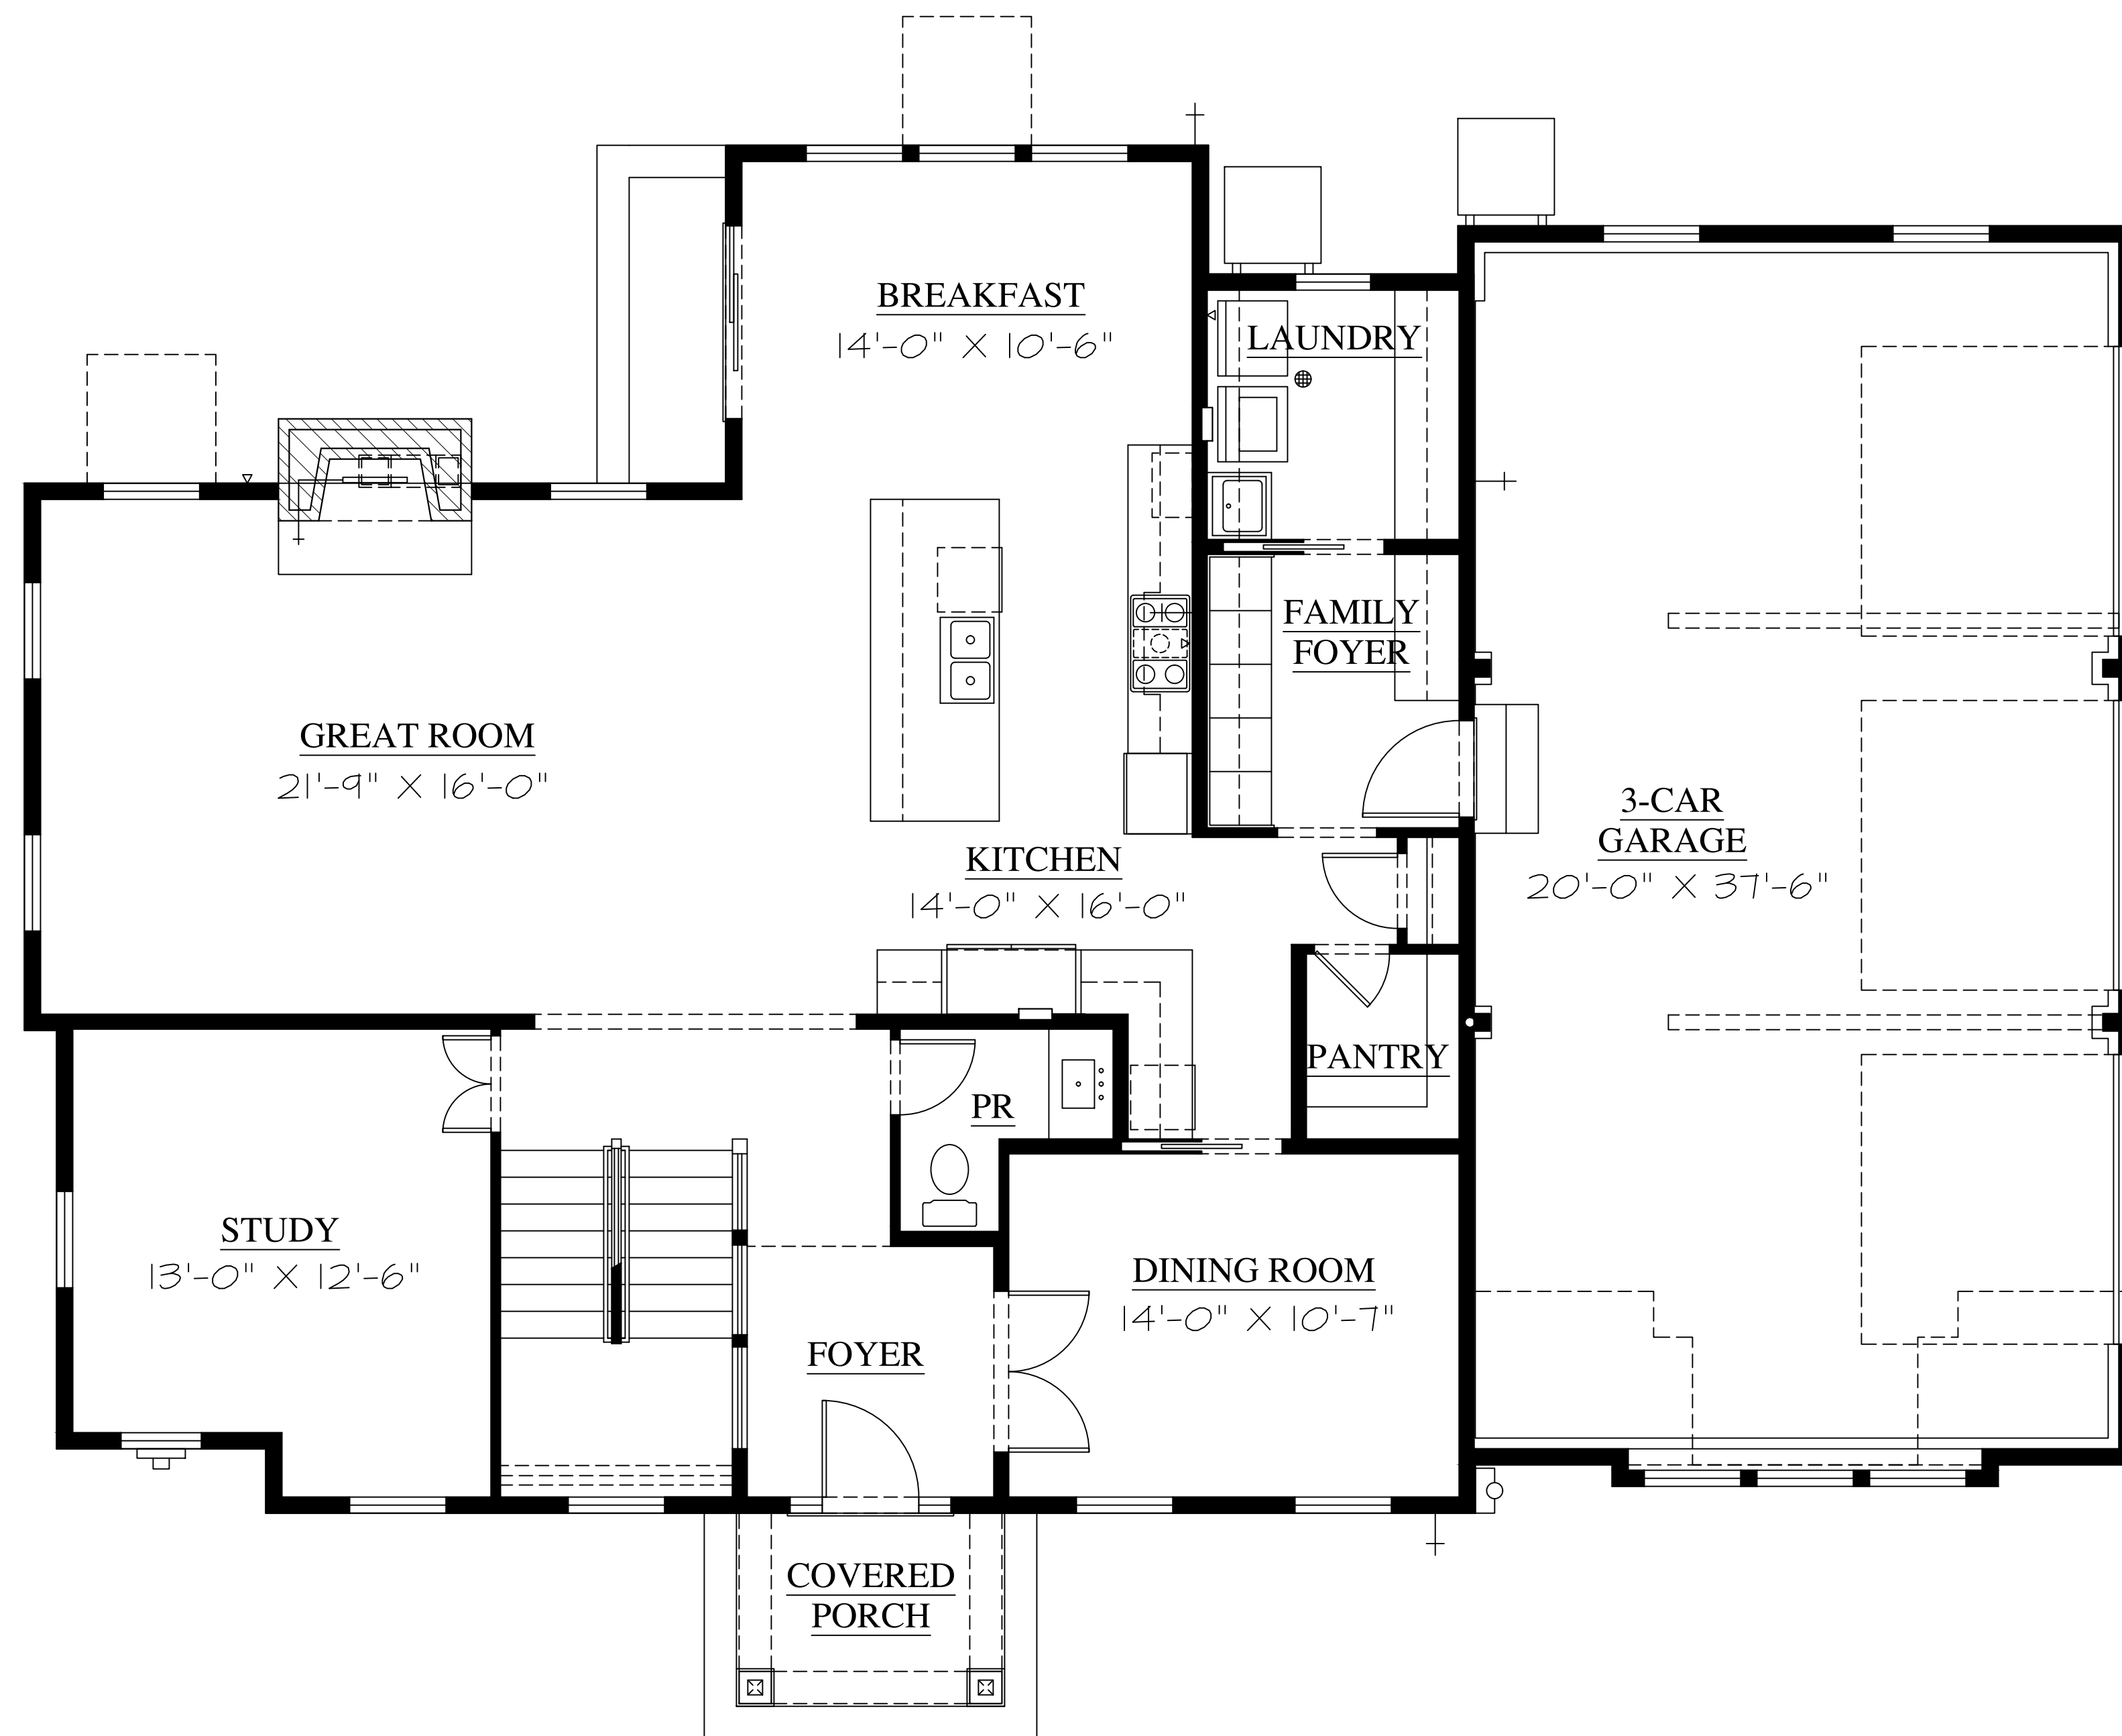 BREAKFAST
14'-0" X 10'-6"
LAUNDRY
FAMILY
FOYER
GREAT ROOM
21'-9" X 16'-0"
3-CAR
GARAGE
20'-0" X 37'-6"
KITCHEN
14'-0" X 16'-0"
PANTRY
PR
STUDY
13'-0" X 12'-6"
DINING ROOM
14'-0" X 10'-7"
FOYER
COVERED
PORCH